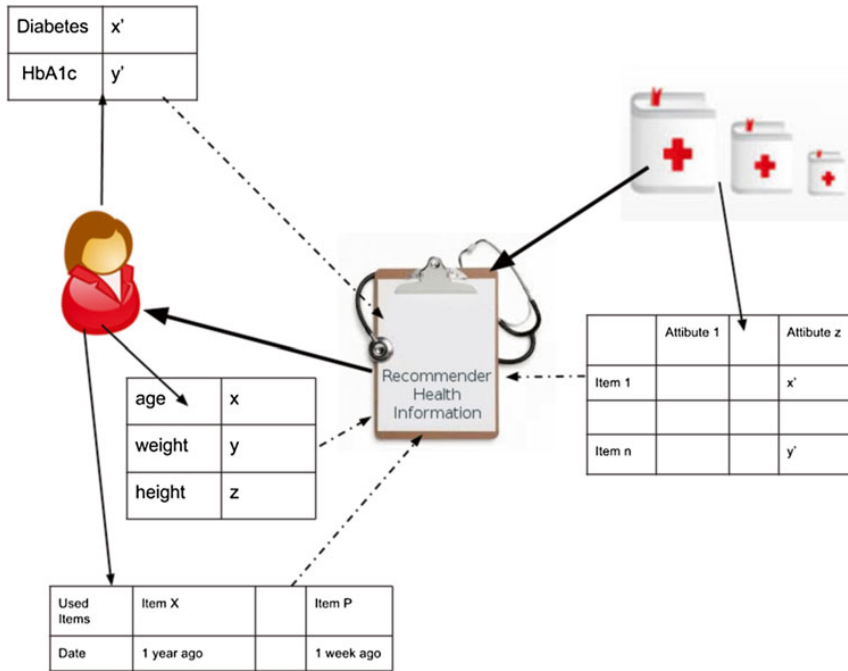 Diabetes x'
HbA1c y'
Attibute 1 Attibute z
Item 1 x'
Item n y'
Recommender
Health
Information
age x
weight y
height z
Used Item X Item P
Items
Date 1 year ago 1 week ago